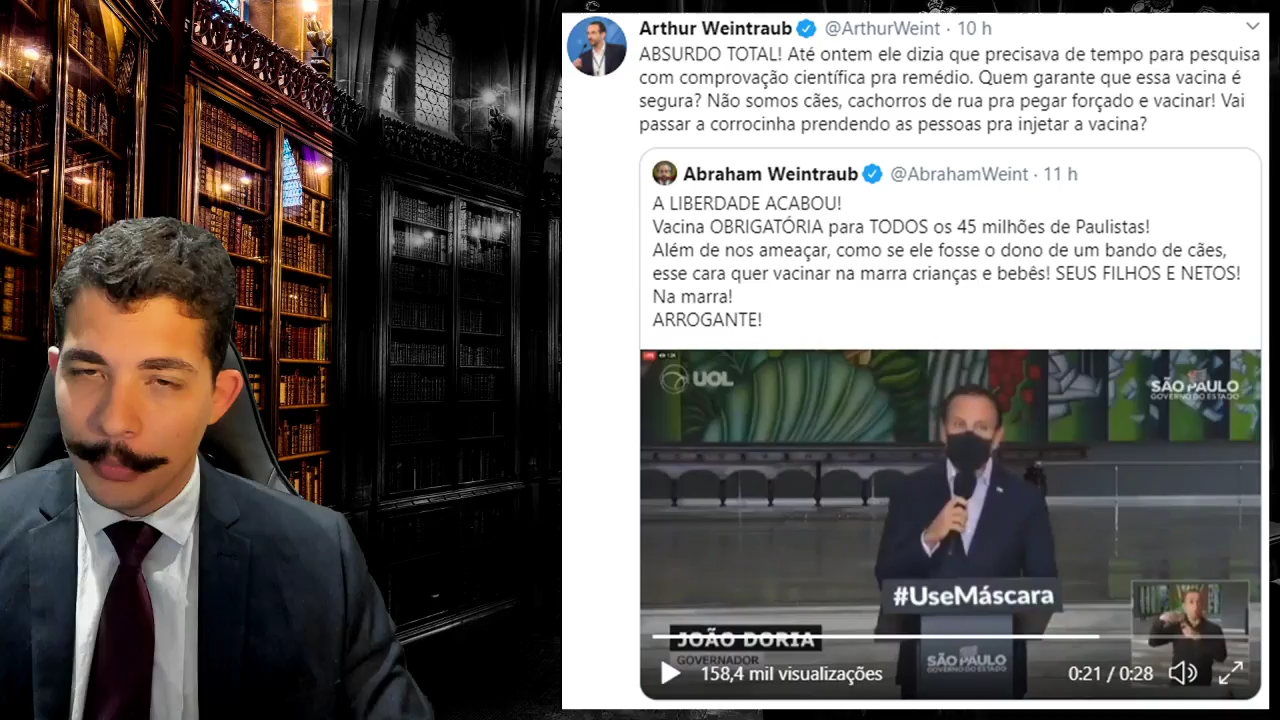 Arthur Weintraub @ArthurWeint · 10 h
ABSURDO TOTAL! Até ontem ele dizia que precisava de tempo para pesquisa
com comprovação científica pra remédio. Quem garante que essa vacina é
segura? Não somos cães, cachorros de rua pra pegar forçado e vacinar! Vai
passar a corrocinha prendendo as pessoas pra injetar a vacina?
Abraham Weintraub @AbrahamWeint · 11 h
A LIBERDADE ACABOU!
Vacina OBRIGATÓRIA para TODOS os 45 milhões de Paulistas!
Além de nos ameaçar, como se ele fosse o dono de um bando de cães,
esse cara quer vacinar na marra crianças e bebês! SEUS FILHOS E NETOS!
Na marra!
ARROGANTE!
UOL
SÃO PAULO
GOVERNO DO ESTADO
#UseMáscara
JOÃO DORIA
GOVERNADOR
SÃO PAULO
GOVERNO DO ESTADO
158,4 mil visualizações
0:21 / 0:28